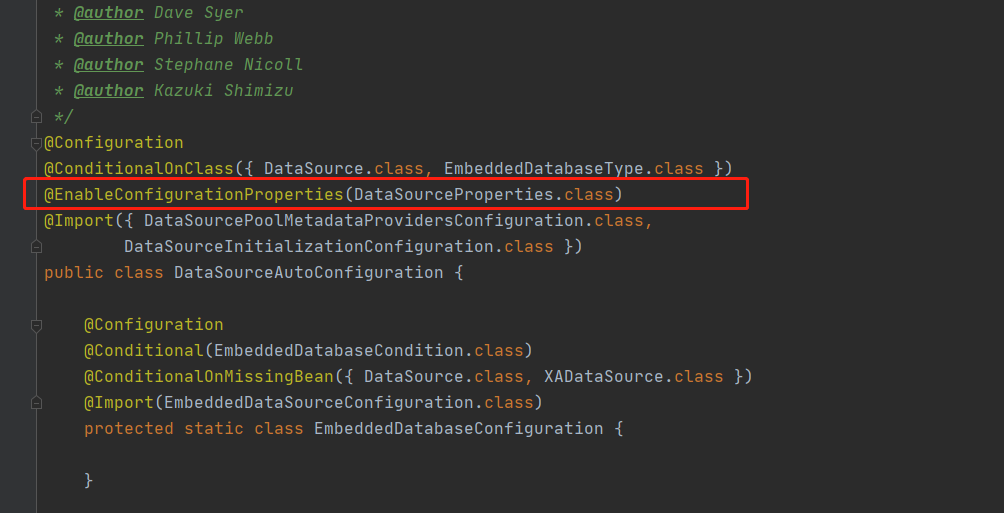 * @author Dave Syer
* @author Phillip Webb
* @author Stephane Nicoll
* @author Kazuki Shimizu
*/
@Configuration
@ConditionalOnClass({ DataSource.class, EmbeddedDatabaseType.class })
@EnableConfigurationProperties(DataSourceProperties.class)
@Import({ DataSourcePoolMetadataProvidersConfiguration.class,
DataSourceInitializationConfiguration.class })
public class DataSourceAutoConfiguration {
@Configuration
@Conditional(EmbeddedDatabaseCondition.class)
@ConditionalOnMissingBean({ DataSource.class, XADataSource.class })
@Import(EmbeddedDataSourceConfiguration.class)
protected static class EmbeddedDatabaseConfiguration {
}